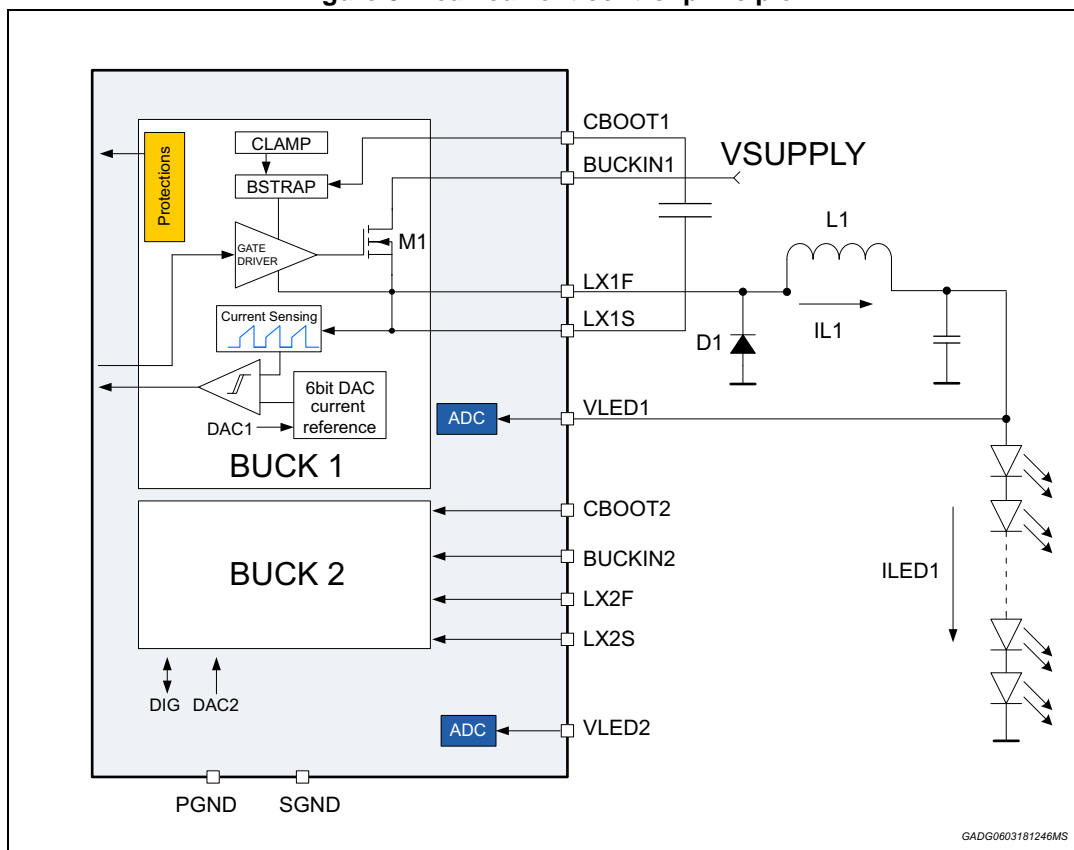 CBOOT1
CLAMP
BUCKIN1
VSUPPLY
Protections
BSTRAP
L1
M1
GATE
DRIVER
LX1F
Current Sensing
LX1S
IL1
D1
6bit DAC
current
reference
VLED1
ADC
DAC1
BUCK 1
CBOOT2
BUCKIN2
BUCK 2
ILED1
LX2F
LX2S
DIG
DAC2
ADC
VLED2
PGND
SGND
GADG0603181246MS